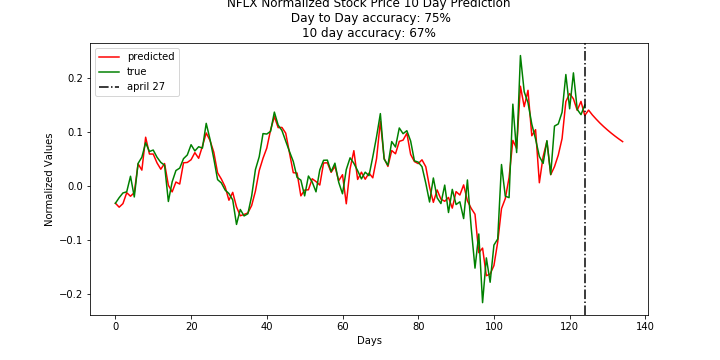 NFLX Normalized Stock Price 10 Day Prediction
Day to Day accuracy: 75%
10 day accuracy: 67%
predicted
true
april 27
Normalized Values
0.2
0.1
0.0
−0.1
−0.2
0 20 40 60 80 100 120 140
Days